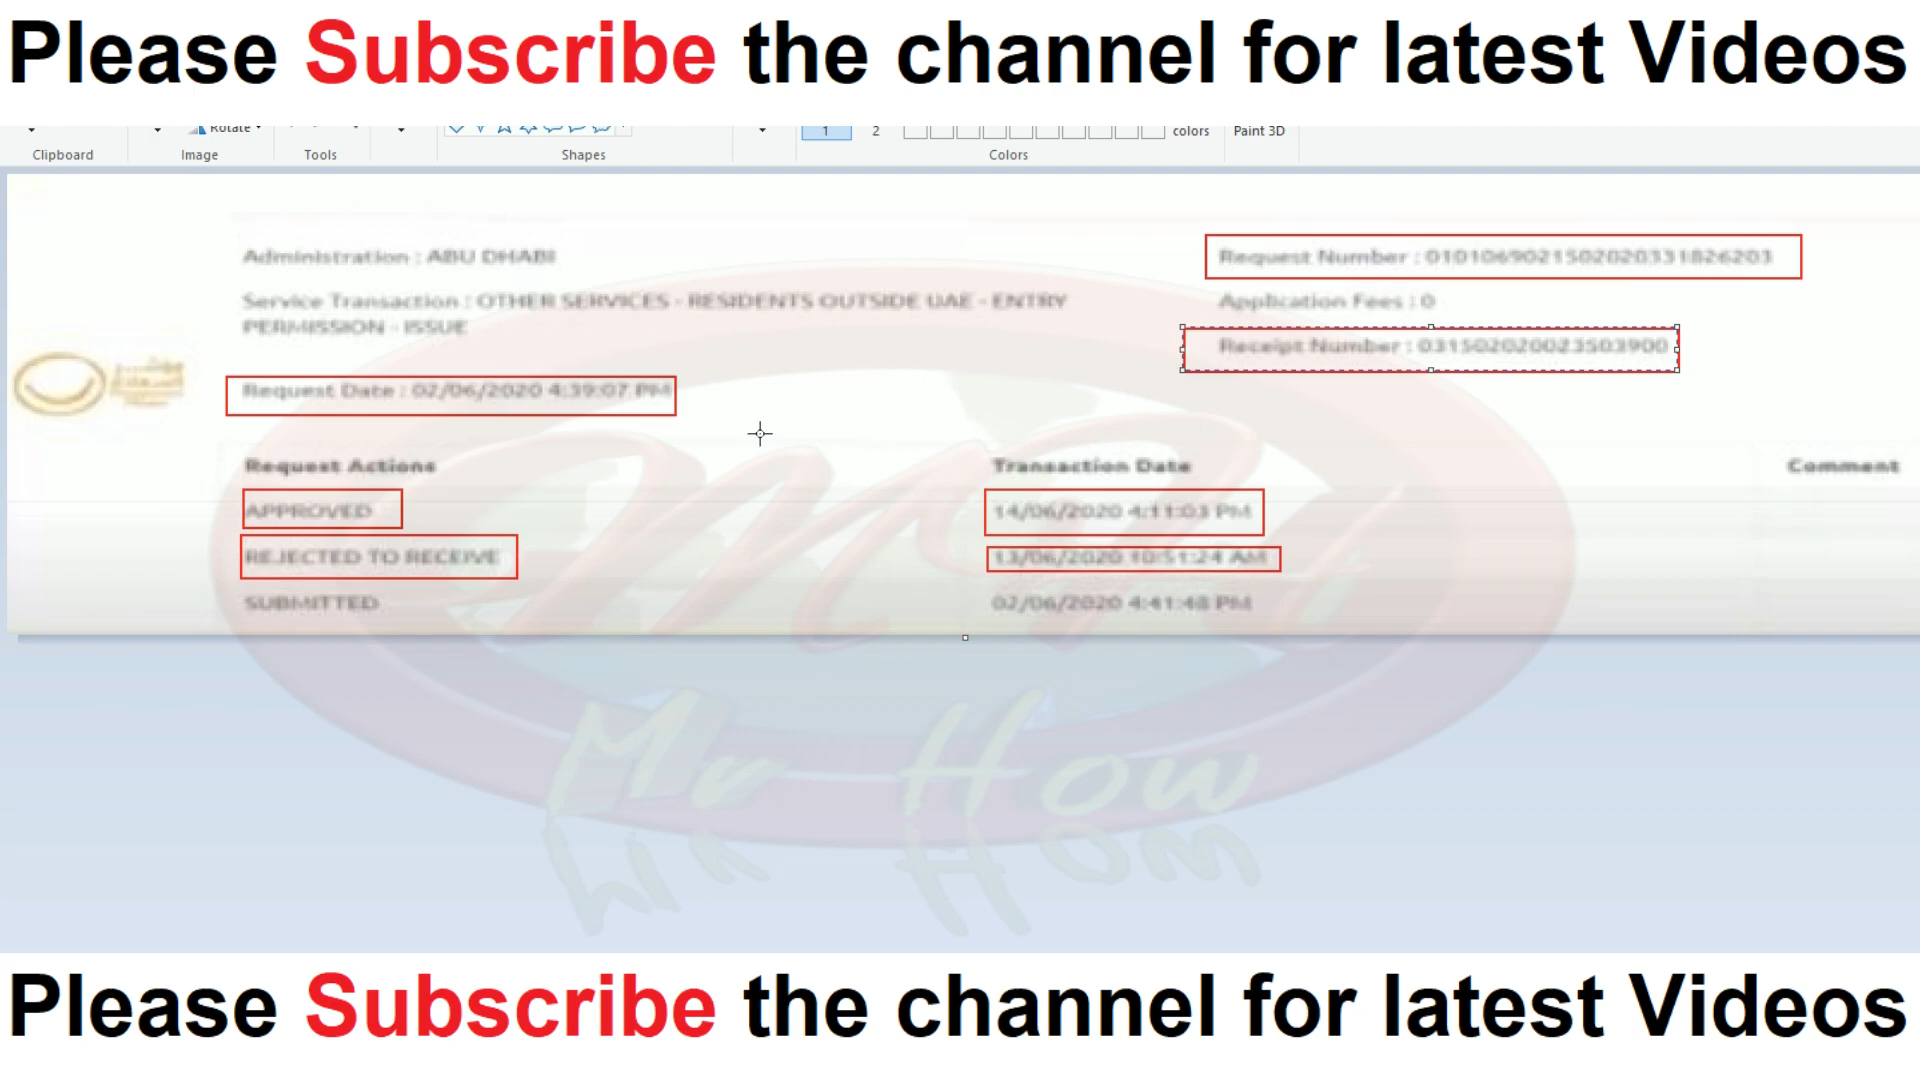 Please Subscribe the channel for latest Videos
Rotate
1 2 colors Paint 3D
Clipboard Image Tools Shapes Colors
Administration : ABU DHABI
Request Number : 0101069021502020331826203
Service Transaction : OTHER SERVICES - RESIDENTS OUTSIDE UAE - ENTRY
PERMISSION - ISSUE
Application Fees : 0
Receipt Number : 031502020023503900
Request Date : 02/06/2020 4:39:07 PM
Request Actions Transaction Date Comment
APPROVED 14/06/2020 4:11:03 PM
REJECTED TO RECEIVE 13/06/2020 10:51:24 AM
SUBMITTED 02/06/2020 4:41:48 PM
MH
Mr How
Please Subscribe the channel for latest Videos